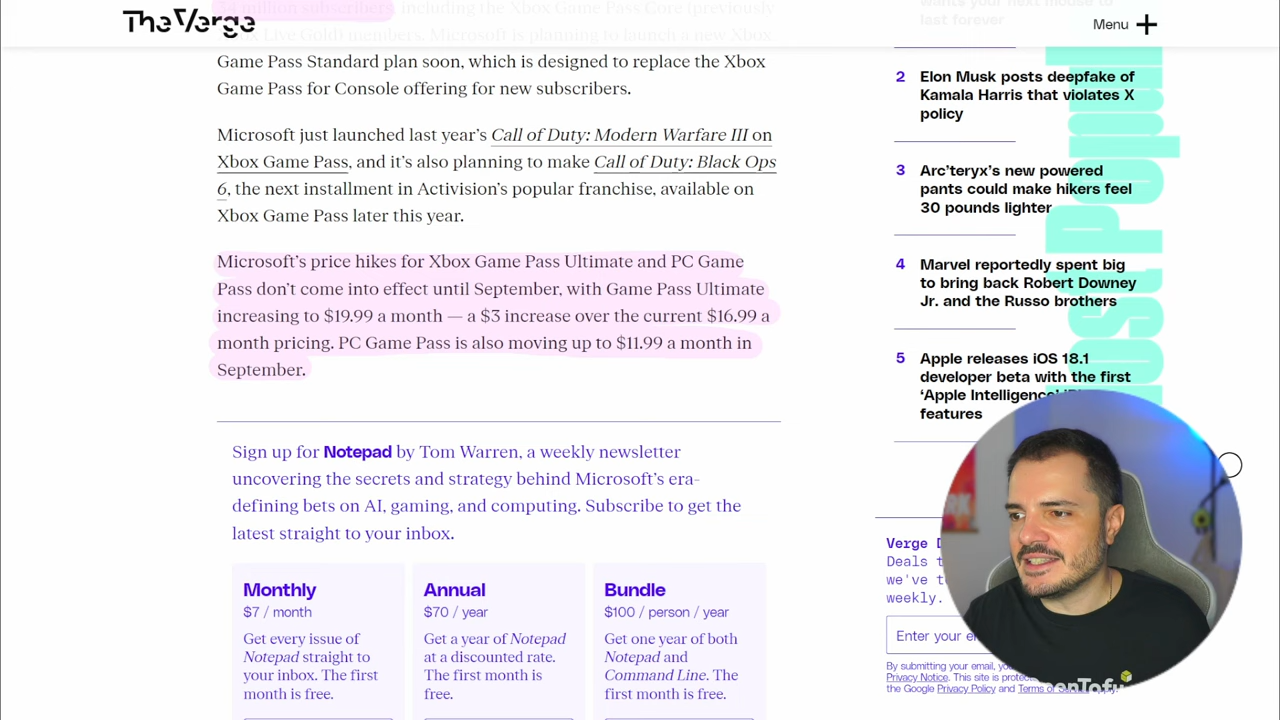 The Verge
Menu
34 million subscribers, including the Xbox Game Pass Core (previously
Xbox Live Gold) members. Microsoft is planning to launch a new Xbox
Game Pass Standard plan soon, which is designed to replace the Xbox
Game Pass for Console offering for new subscribers.
Microsoft just launched last year’s Call of Duty: Modern Warfare III on
Xbox Game Pass, and it’s also planning to make Call of Duty: Black Ops
6, the next installment in Activision’s popular franchise, available on
Xbox Game Pass later this year.
Microsoft’s price hikes for Xbox Game Pass Ultimate and PC Game
Pass don’t come into effect until September, with Game Pass Ultimate
increasing to $19.99 a month — a $3 increase over the current $16.99 a
month pricing. PC Game Pass is also moving up to $11.99 a month in
September.
Sign up for Notepad by Tom Warren, a weekly newsletter
uncovering the secrets and strategy behind Microsoft’s era-
defining bets on AI, gaming, and computing. Subscribe to get the
latest straight to your inbox.
Monthly
$7 / month
Get every issue of
Notepad straight to
your inbox. The first
month is free.
Annual
$70 / year
Get a year of Notepad
at a discounted rate.
The first month is
free.
Bundle
$100 / person / year
Get one year of both
Notepad and
Command Line. The
first month is free.
wants your next mouse to
last forever
2 Elon Musk posts deepfake of
Kamala Harris that violates X
policy
3 Arc’teryx’s new powered
pants could make hikers feel
30 pounds lighter
4 Marvel reportedly spent big
to bring back Robert Downey
Jr. and the Russo brothers
5 Apple releases iOS 18.1
developer beta with the first
‘Apple Intelligence’
features
Most Popul
Verge
Deals
we've
weekly.
Enter your
By submitting your email, you
Privacy Notice. This site is
the Google Privacy Policy and Terms of